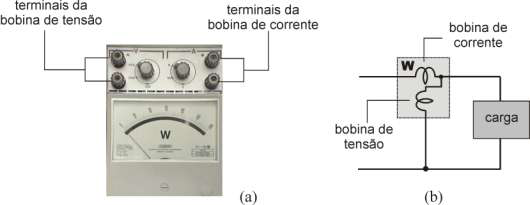 terminais da
bobina de tensão
terminais da
bobina de corrente
V
A
W
(a)
bobina de
corrente
W
bobina de
tensão
carga
(b)